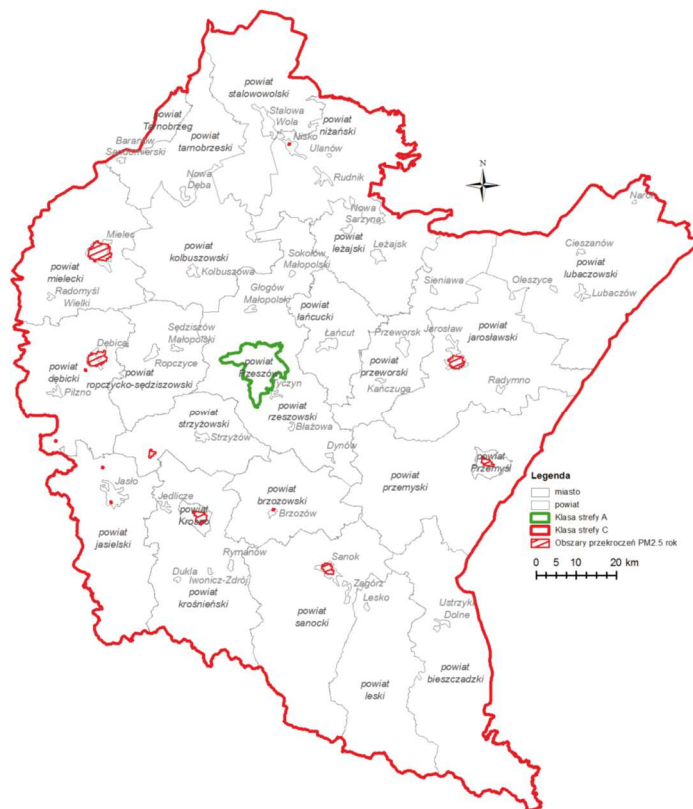 powiat
stalowowolski
Stalowa
Wola
powiat
Tarnobrzeg
powiat
niżański
Nisko
Ulanów
powiat
tarnobrzeski
Baranów
Sandomierski
Nowa
Dęba
Rudnik
N
Narol
Nowa
Sarzyna
powiat
leżajski
Leżajsk
Mielec
powiat
kolbuszowski
Kolbuszowa
Sokołów
Małopolski
Cieszanów
powiat
lubaczowski
powiat
mielecki
Radomyśl
Wielki
Sieniawa
Oleszyce
Lubaczów
Głogów
Małopolski
powiat
łańcucki
Dębica
Sędziszów
Małopolski
Łańcut
Przeworsk
Jarosław
powiat
jarosławski
Ropczyce
powiat
dębicki
powiat
ropczycko-sędziszowski
powiat
Rzeszów
powiat
przeworski
Kańczuga
Radymno
Pilzno
Tyczyn
powiat
rzeszowski
powiat
strzyżowski
Strzyżów
Błażowa
Dynów
powiat
Przemyśl
powiat
przemyski
Legenda
miasto
powiat
Klasa strefy A
Klasa strefy C
Obszary przekroczeń PM2.5 rok
0 5 10 20 km
Jasło
Jedlicze
powiat
Krosno
powiat
brzozowski
Brzozów
powiat
jasielski
Rymanów
Dukla
Iwonicz-Zdrój
powiat
krośnieński
Sanok
Zagórz
Lesko
powiat
sanocki
Ustrzyki
Dolne
powiat
leski
powiat
bieszczadzki